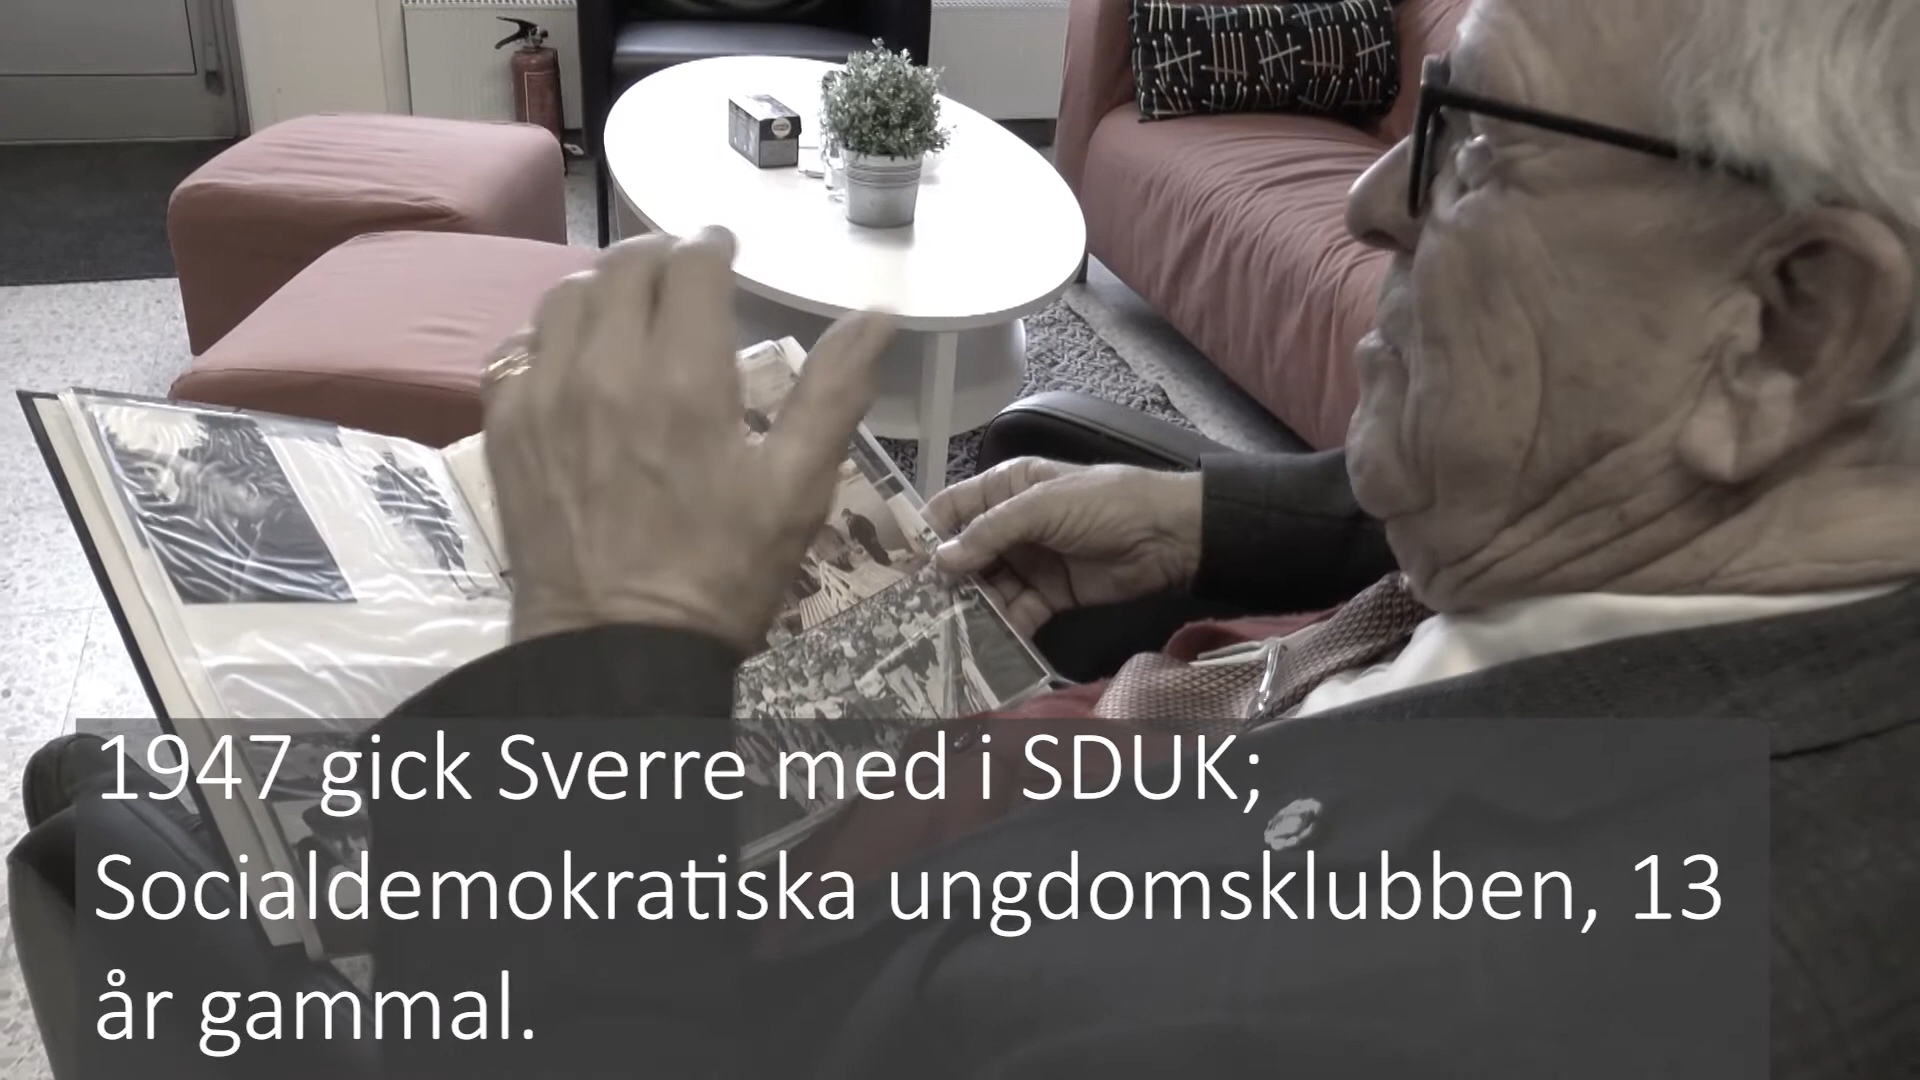 1947 gick Sverre med i SDUK;
Socialdemokratiska ungdomsklubben, 13
år gammal.